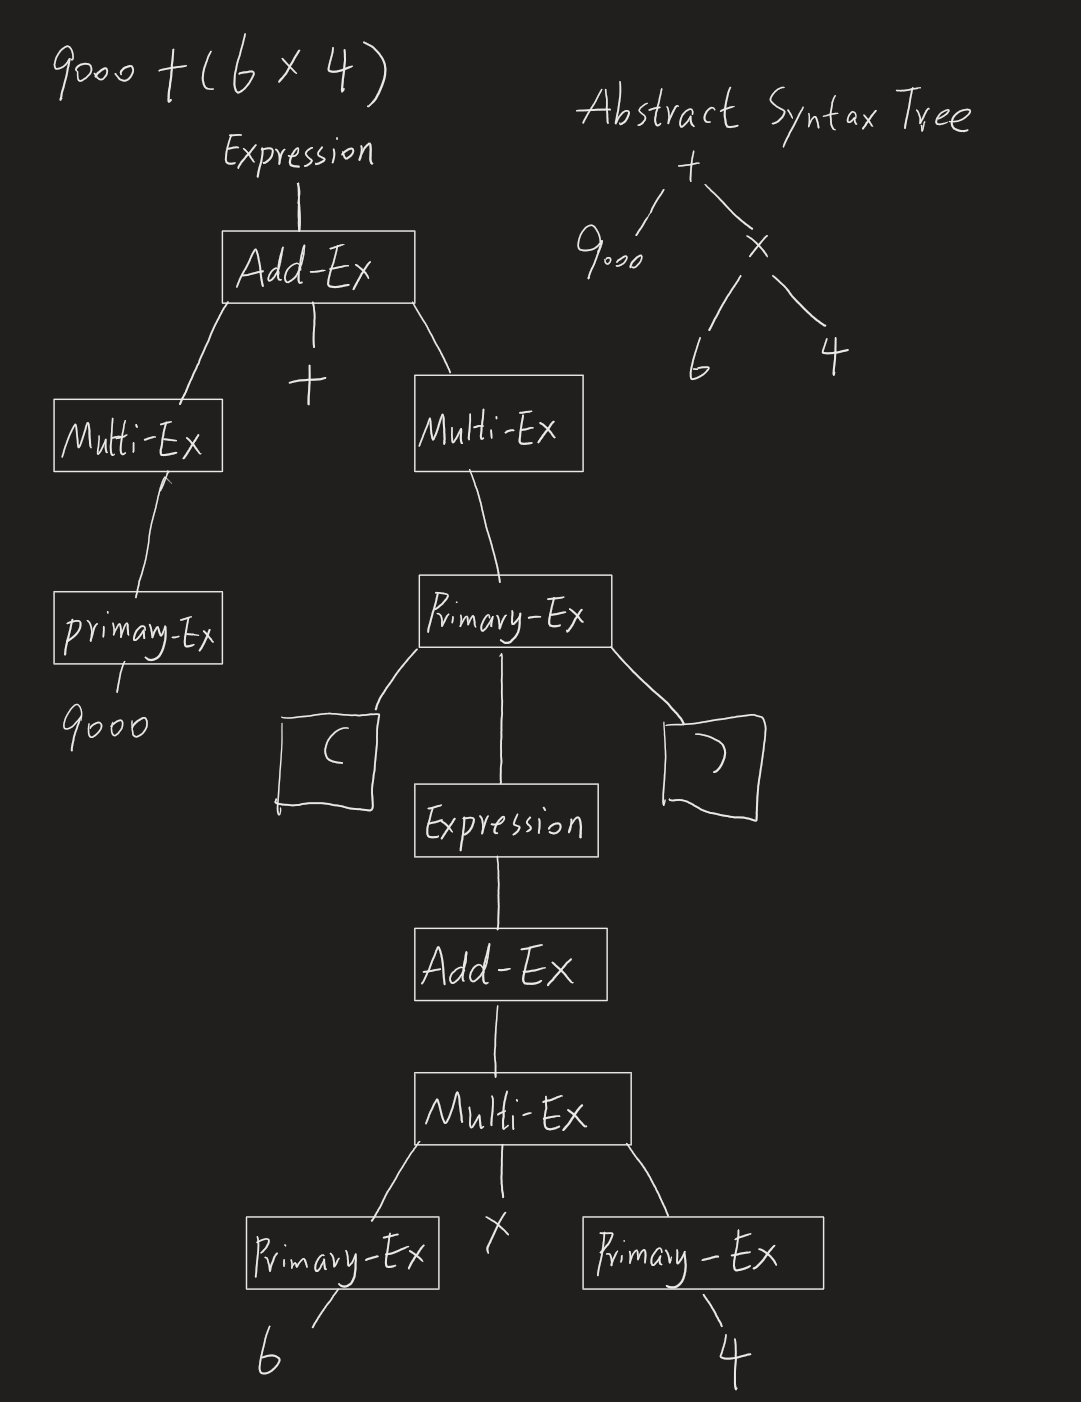 9000 + ( 6 × 4 )
Abstract Syntax Tree
Expression
+
9000
×
Add-Ex
6
4
+
Multi-Ex
Multi-Ex
Primary-Ex
primary-Ex
9000
(
)
Expression
Add-Ex
Multi-Ex
Primary-Ex
×
Primary-Ex
6
4